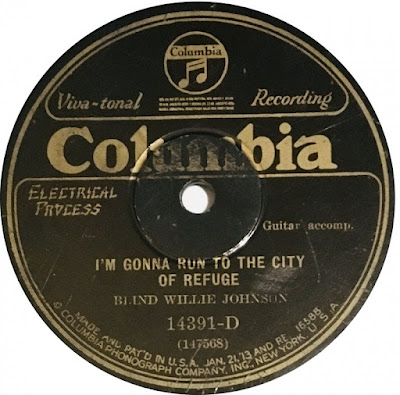 Columbia
Viva-tonal Recording
Columbia
ELECTRICAL
PROCESS
Guitar accomp.
I'M GONNA RUN TO THE CITY
OF REFUGE
BLIND WILLIE JOHNSON
14391-D
(147568)
MADE AND PAT'D IN U.S.A. JAN. 21,'13 AND RE. 16588
COLUMBIA PHONOGRAPH COMPANY, INC., NEW YORK U.S.A.